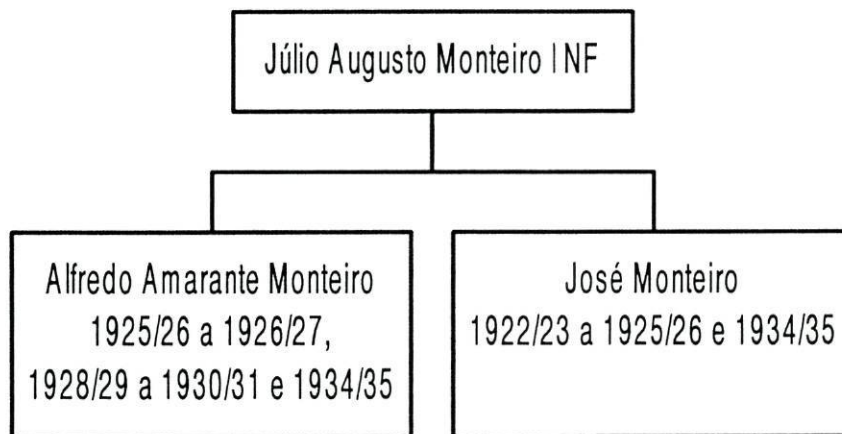 Júlio Augusto Monteiro INF
Alfredo Amarante Monteiro
1925/26 a 1926/27,
1928/29 a 1930/31 e 1934/35
José Monteiro
1922/23 a 1925/26 e 1934/35